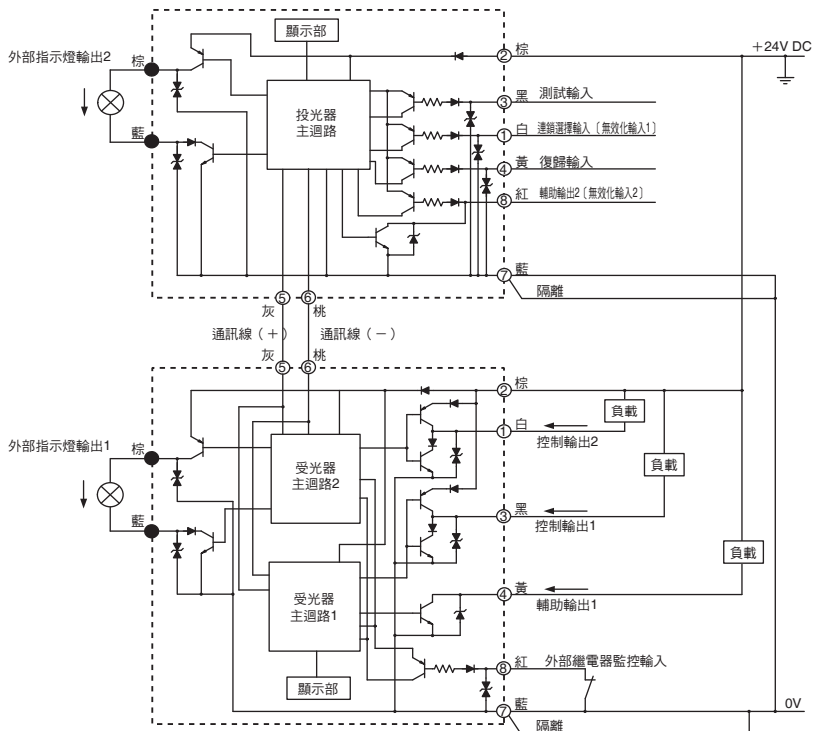 外部指示燈輸出2
棕
藍
顯示部
投光器
主迴路
② 棕
+24V DC
③ 黑 測試輸入
① 白 連鎖選擇輸入〔無效化輸入1〕
④ 黃 復歸輸入
⑧ 紅 輔助輸出2〔無效化輸入2〕
⑦ 藍
隔離
⑤ ⑥
灰 桃
通訊線(+) 通訊線(-)
灰 桃
⑤ ⑥
外部指示燈輸出1
棕
藍
受光器
主迴路2
受光器
主迴路1
顯示部
② 棕
① 白
控制輸出2
負載
負載
③ 黑
控制輸出1
負載
④ 黃
輔助輸出1
⑧ 紅 外部繼電器監控輸入
⑦ 藍
0V
隔離